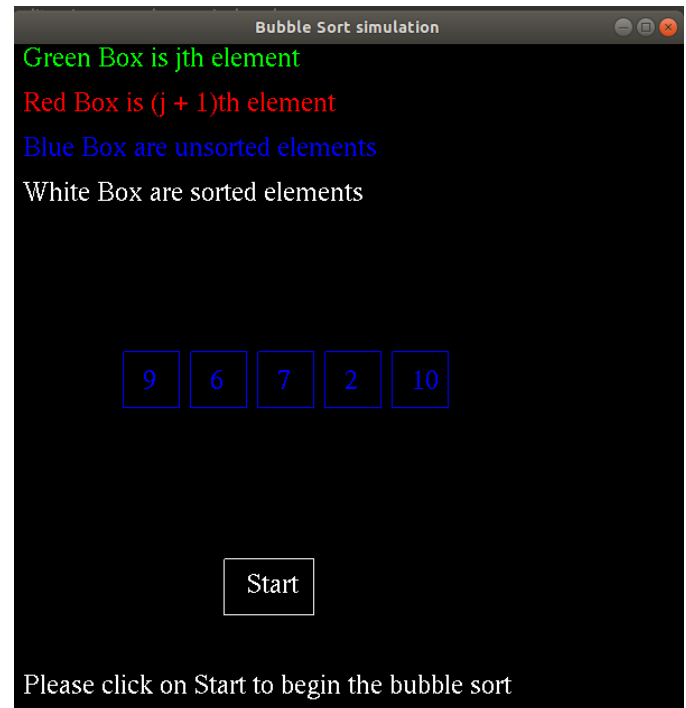 Bubble Sort simulation
Green Box is jth element
Red Box is (j + 1)th element
Blue Box are unsorted elements
White Box are sorted elements
9 6 7 2 10
Start
Please click on Start to begin the bubble sort